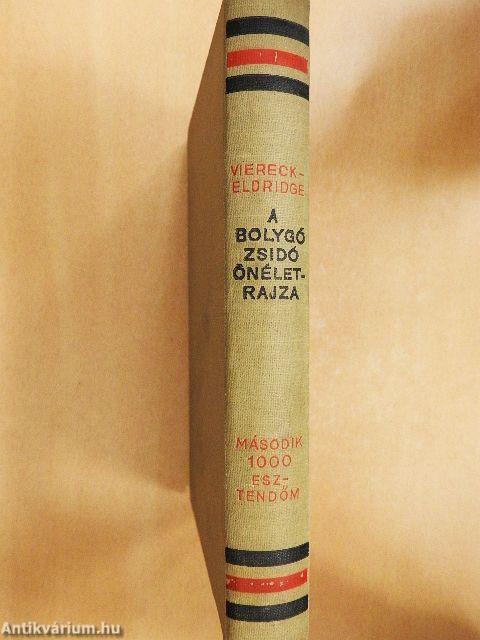 VIERECK-
ELDRIDGE
A
BOLYGÓ
ZSIDÓ
ÖNÉLET-
RAJZA
MÁSODIK
1000
ESZ-
TENDŐM
Antikvárium.hu